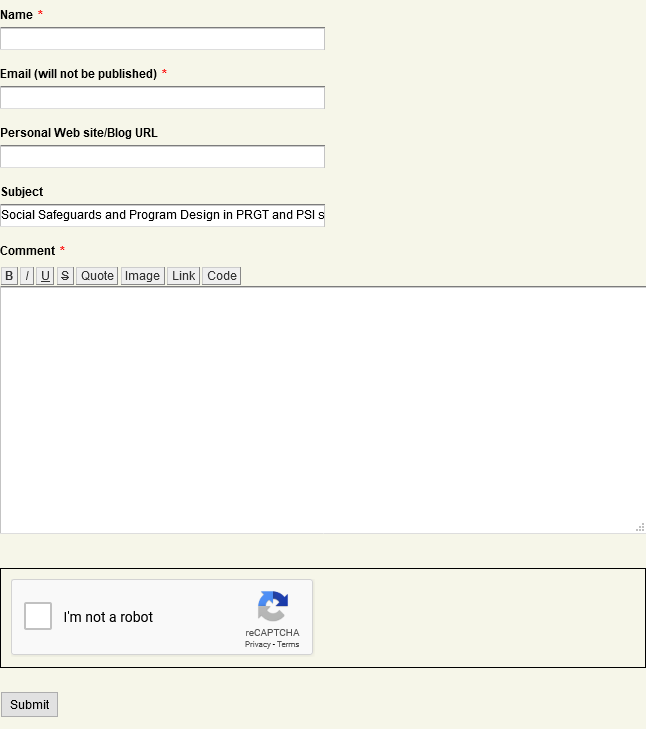 Name *
Email (will not be published) *
Personal Web site/Blog URL
Subject
Social Safeguards and Program Design in PRGT and PSI s
Comment *
B I U S Quote Image Link Code
I'm not a robot
reCAPTCHA
Privacy - Terms
Submit